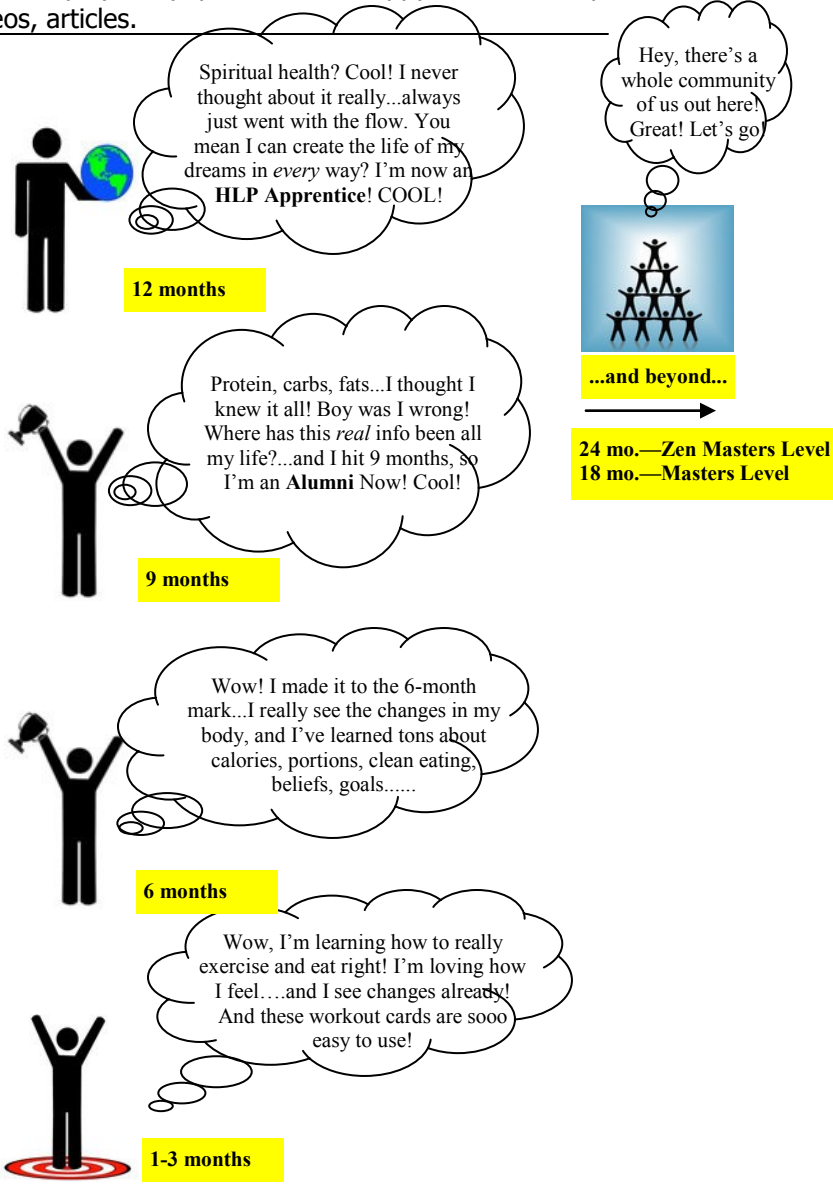 eos, articles.
Spiritual health? Cool! I never
thought about it really...always
just went with the flow. You
mean I can create the life of my
dreams in every way? I'm now an
HLP Apprentice! COOL!
12 months
Hey, there's a
whole community
of us out here!
Great! Let's go!
...and beyond...
24 mo.—Zen Masters Level
18 mo.—Masters Level
Protein, carbs, fats...I thought I
knew it all! Boy was I wrong!
Where has this real info been all
my life?...and I hit 9 months, so
I'm an Alumni Now! Cool!
9 months
Wow! I made it to the 6-month
mark...I really see the changes in my
body, and I've learned tons about
calories, portions, clean eating,
beliefs, goals......
6 months
Wow, I'm learning how to really
exercise and eat right! I'm loving how
I feel….and I see changes already!
And these workout cards are sooo
easy to use!
1-3 months